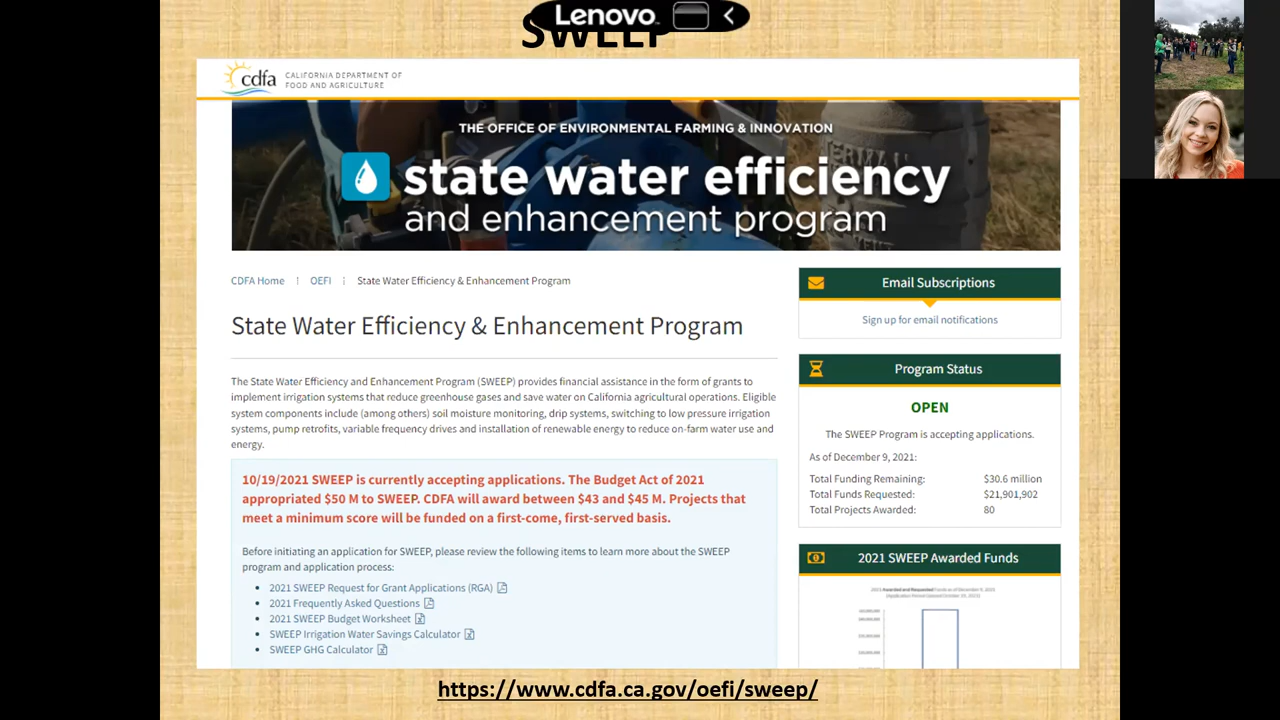 Lenovo
SWEEP
cdfa
CALIFORNIA DEPARTMENT OF
FOOD AND AGRICULTURE
THE OFFICE OF ENVIRONMENTAL FARMING & INNOVATION
state water efficiency
and enhancement program
CDFA Home
OEFI
State Water Efficiency & Enhancement Program
State Water Efficiency & Enhancement Program
The State Water Efficiency and Enhancement Program (SWEEP) provides financial assistance in the form of grants to
implement irrigation systems that reduce greenhouse gases and save water on California agricultural operations. Eligible
system components include (among others) soil moisture monitoring, drip systems, switching to low pressure irrigation
systems, pump retrofits, variable frequency drives and installation of renewable energy to reduce on-farm water use and
energy.
10/19/2021 SWEEP is currently accepting applications. The Budget Act of 2021
appropriated $50 M to SWEEP. CDFA will award between $43 and $45 M. Projects that
meet a minimum score will be funded on a first-come, first-served basis.
Before initiating an application for SWEEP, please review the following items to learn more about the SWEEP
program and application process:
• 2021 SWEEP Request for Grant Applications (RGA)
• 2021 Frequently Asked Questions
• 2021 SWEEP Budget Worksheet
• SWEEP Irrigation Water Savings Calculator
• SWEEP GHG Calculator
Email Subscriptions
Sign up for email notifications
Program Status
OPEN
The SWEEP Program is accepting applications.
As of December 9, 2021:
Total Funding Remaining: $30.6 million
Total Funds Requested: $21,901,902
Total Projects Awarded: 80
2021 SWEEP Awarded Funds
2021 Awarded and Requested Funds as of December 9, 2021
https://www.cdfa.ca.gov/oefi/sweep/